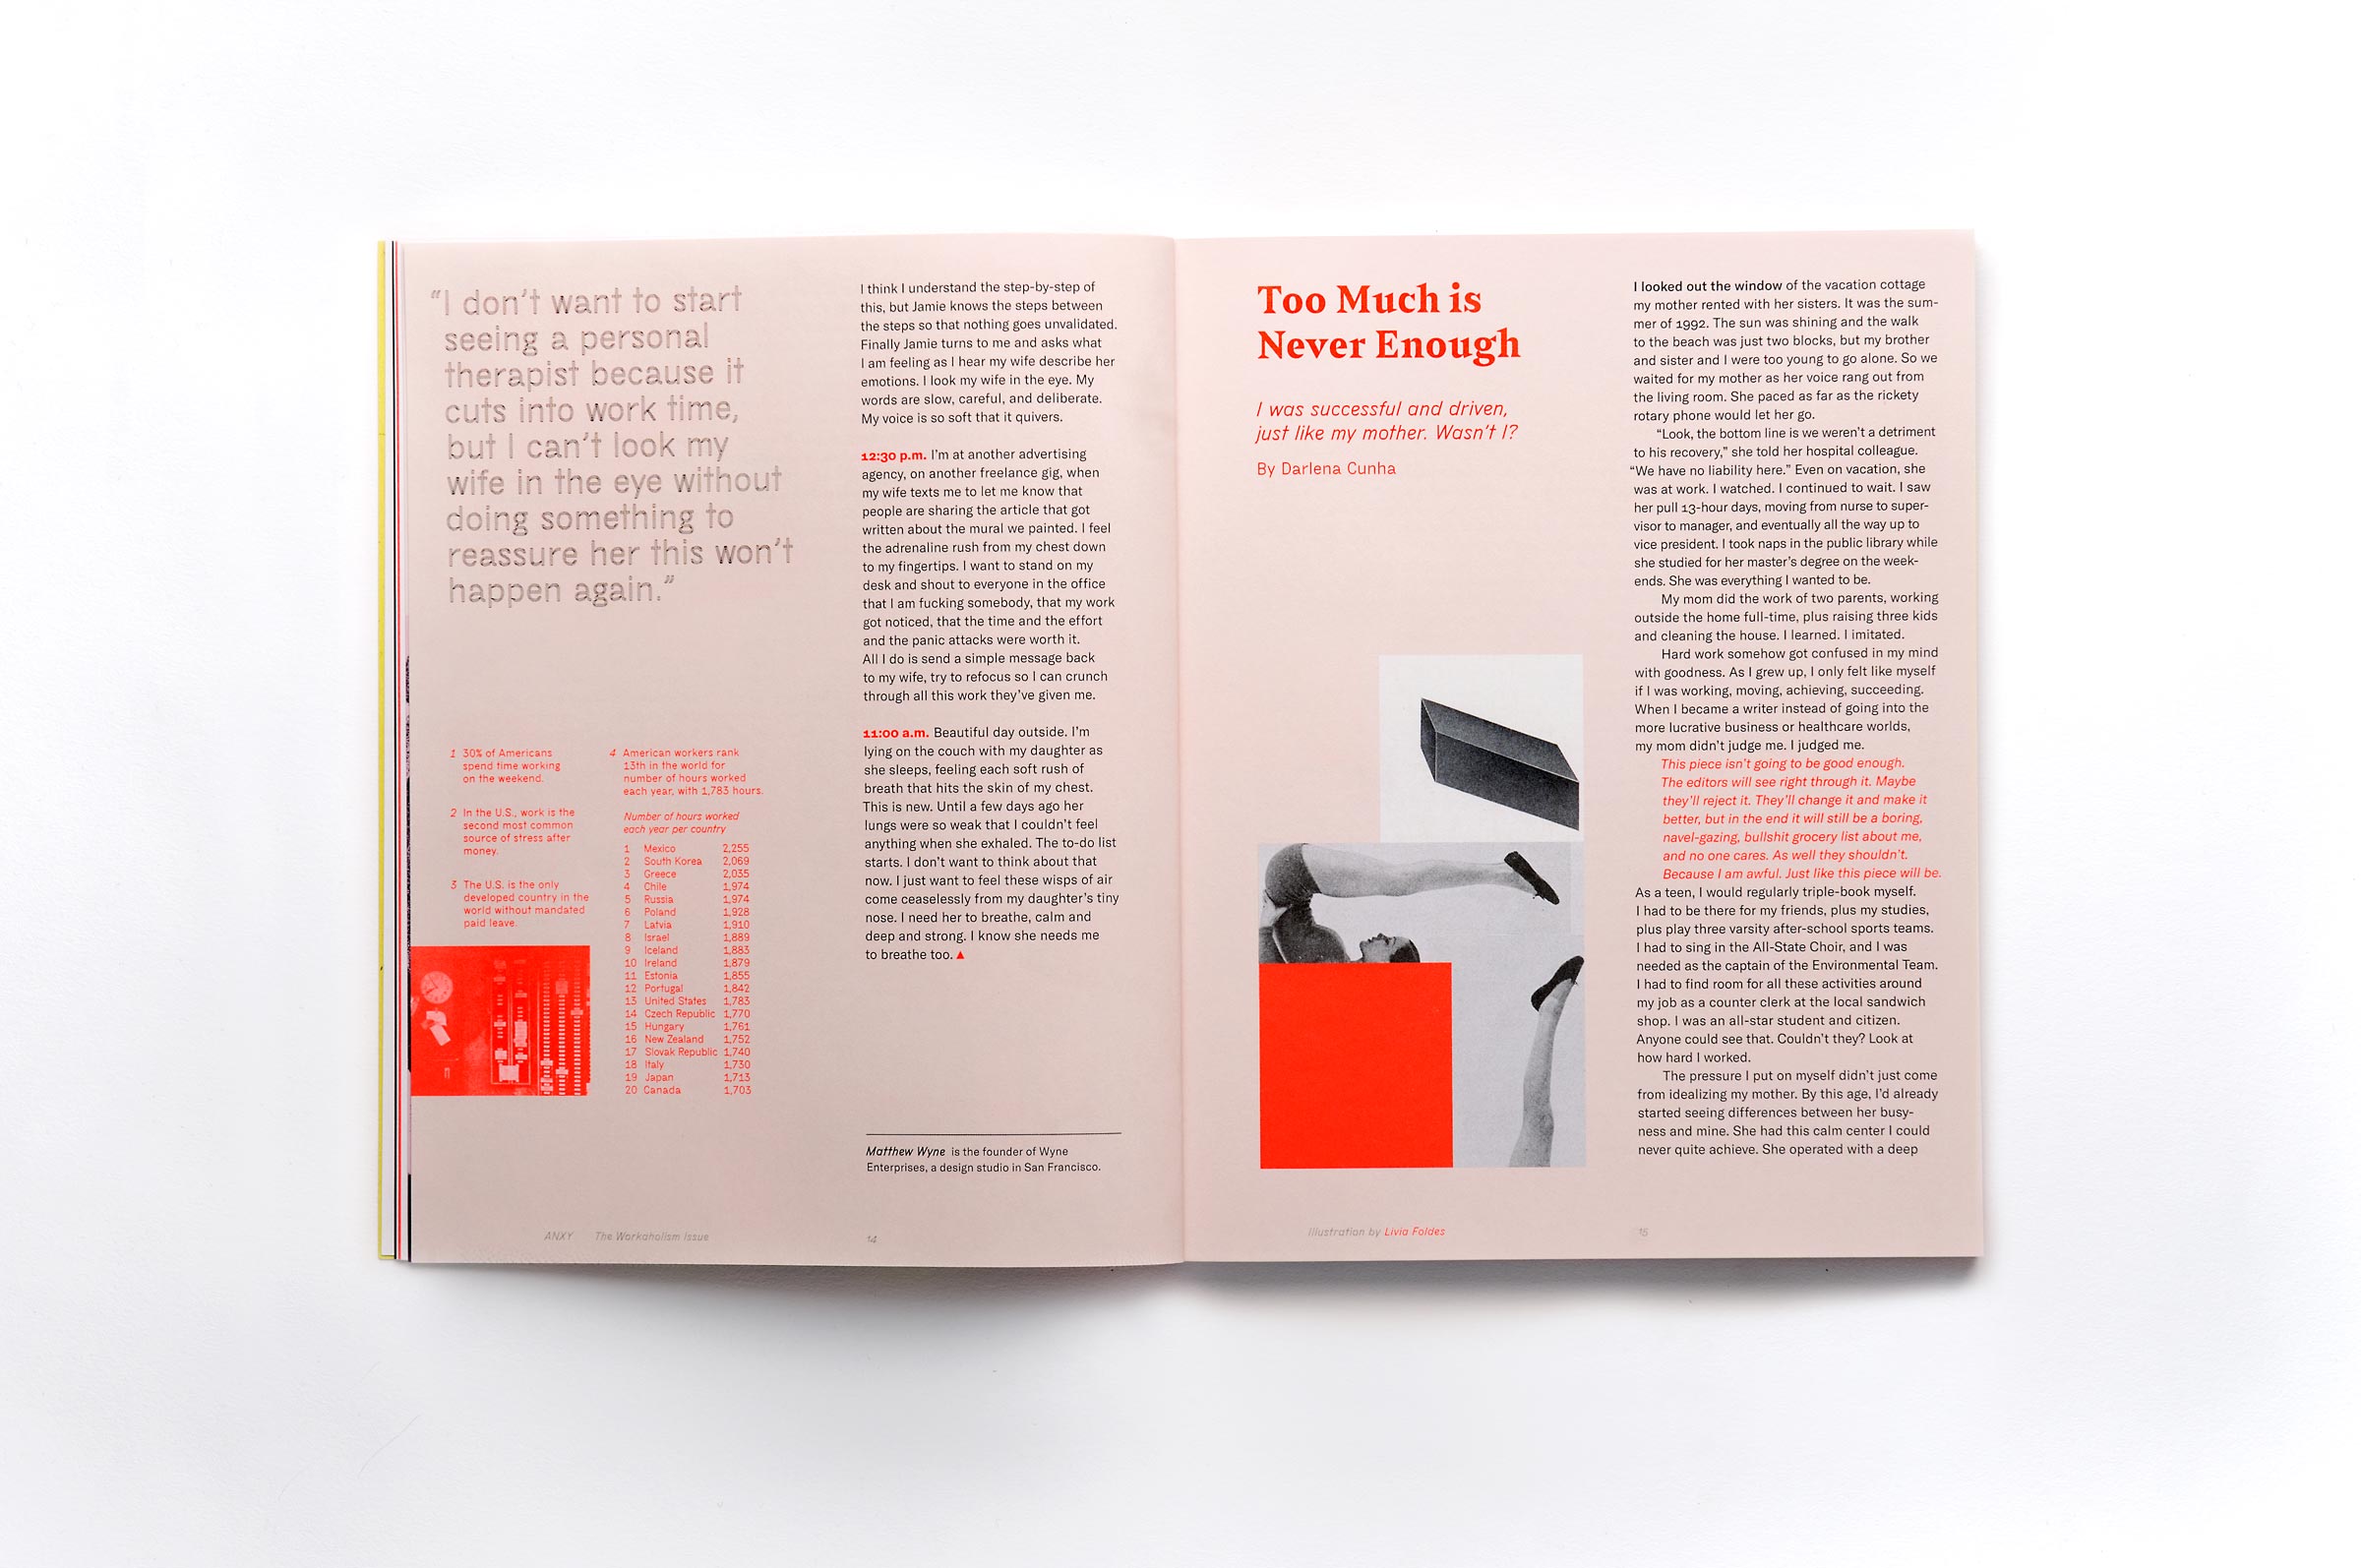 “I don’t want to start
seeing a personal
therapist because it
cuts into work time,
but I can’t look my
wife in the eye without
doing something to
reassure her this won’t
happen again.”
1 30% of Americans
spend time working
on the weekend.
2 In the U.S., work is the
second most common
source of stress after
money.
3 The U.S. is the only
developed country in the
world without mandated
paid leave.
4 American workers rank
13th in the world for
number of hours worked
each year, with 1,783 hours.
Number of hours worked
each year per country
1 Mexico 2,255
2 South Korea 2,069
3 Greece 2,035
4 Chile 1,974
5 Russia 1,974
6 Poland 1,928
7 Latvia 1,910
8 Israel 1,889
9 Iceland 1,883
10 Ireland 1,879
11 Estonia 1,855
12 Portugal 1,842
13 United States 1,783
14 Czech Republic 1,770
15 Hungary 1,761
16 New Zealand 1,752
17 Slovak Republic 1,740
18 Italy 1,730
19 Japan 1,713
20 Canada 1,703
I think I understand the step-by-step of
this, but Jamie knows the steps between
the steps so that nothing goes unvalidated.
Finally Jamie turns to me and asks what
I am feeling as I hear my wife describe her
emotions. I look my wife in the eye. My
words are slow, careful, and deliberate.
My voice is so soft that it quivers.
12:30 p.m. I’m at another advertising
agency, on another freelance gig, when
my wife texts me to let me know that
people are sharing the article that got
written about the mural we painted. I feel
the adrenaline rush from my chest down
to my fingertips. I want to stand on my
desk and shout to everyone in the office
that I am fucking somebody, that my work
got noticed, that the time and the effort
and the panic attacks were worth it.
All I do is send a simple message back
to my wife, try to refocus so I can crunch
through all this work they’ve given me.
11:00 a.m. Beautiful day outside. I’m
lying on the couch with my daughter as
she sleeps, feeling each soft rush of
breath that hits the skin of my chest.
This is new. Until a few days ago her
lungs were so weak that I couldn’t feel
anything when she exhaled. The to-do list
starts. I don’t want to think about that
now. I just want to feel these wisps of air
come ceaselessly from my daughter’s tiny
nose. I need her to breathe, calm and
deep and strong. I know she needs me
to breathe too. ▲
Matthew Wyne is the founder of Wyne
Enterprises, a design studio in San Francisco.
ANXY The Workaholism Issue 14
Too Much is
Never Enough
I was successful and driven,
just like my mother. Wasn’t I?
By Darlena Cunha
I looked out the window of the vacation cottage
my mother rented with her sisters. It was the sum-
mer of 1992. The sun was shining and the walk
to the beach was just two blocks, but my brother
and sister and I were too young to go alone. So we
waited for my mother as her voice rang out from
the living room. She paced as far as the rickety
rotary phone would let her go.
“Look, the bottom line is we weren’t a detriment
to his recovery,” she told her hospital colleague.
“We have no liability here.” Even on vacation, she
was at work. I watched. I continued to wait. I saw
her pull 13-hour days, moving from nurse to super-
visor to manager, and eventually all the way up to
vice president. I took naps in the public library while
she studied for her master’s degree on the week-
ends. She was everything I wanted to be.
My mom did the work of two parents, working
outside the home full-time, plus raising three kids
and cleaning the house. I learned. I imitated.
Hard work somehow got confused in my mind
with goodness. As I grew up, I only felt like myself
if I was working, moving, achieving, succeeding.
When I became a writer instead of going into the
more lucrative business or healthcare worlds,
my mom didn’t judge me. I judged me.
This piece isn’t going to be good enough.
The editors will see right through it. Maybe
they’ll reject it. They’ll change it and make it
better, but in the end it will still be a boring,
navel-gazing, bullshit grocery list about me,
and no one cares. As well they shouldn’t.
Because I am awful. Just like this piece will be.
As a teen, I would regularly triple-book myself.
I had to be there for my friends, plus my studies,
plus play three varsity after-school sports teams.
I had to sing in the All-State Choir, and I was
needed as the captain of the Environmental Team.
I had to find room for all these activities around
my job as a counter clerk at the local sandwich
shop. I was an all-star student and citizen.
Anyone could see that. Couldn’t they? Look at
how hard I worked.
The pressure I put on myself didn’t just come
from idealizing my mother. By this age, I’d already
started seeing differences between her busy-
ness and mine. She had this calm center I could
never quite achieve. She operated with a deep
Illustration by Livia Foldes 15